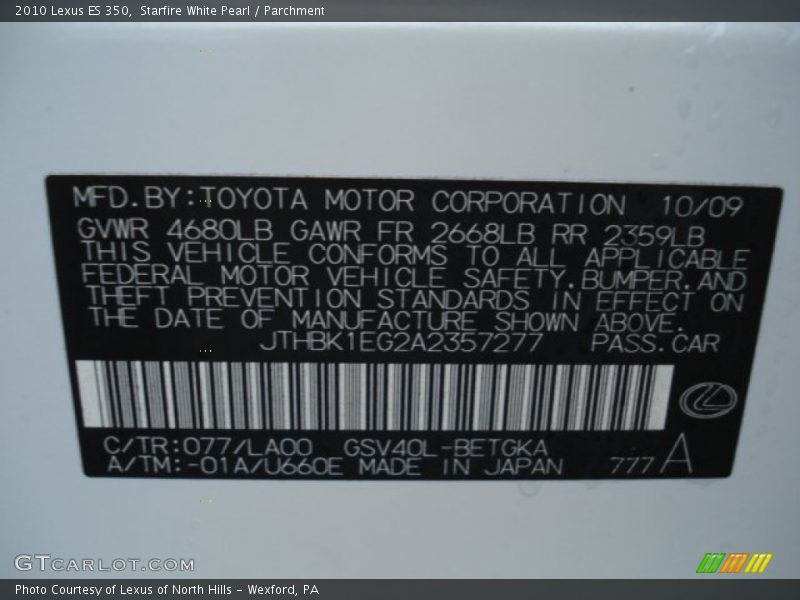 2010 Lexus ES 350, Starfire White Pearl / Parchment
MFD.BY:TOYOTA MOTOR CORPORATION 10/09
GVWR 4680LB GAWR FR 2668LB RR 2359LB
THIS VEHICLE CONFORMS TO ALL APPLICABLE
FEDERAL MOTOR VEHICLE SAFETY,BUMPER,AND
THEFT PREVENTION STANDARDS IN EFFECT ON
THE DATE OF MANUFACTURE SHOWN ABOVE.
JTHBK1EG2A2357277 PASS.CAR
C/TR:077/LA00 GSV40L-BETGKA
A/TM:-01A/U660E MADE IN JAPAN 777A
GTCARLOT.COM
Photo Courtesy of Lexus of North Hills - Wexford, PA